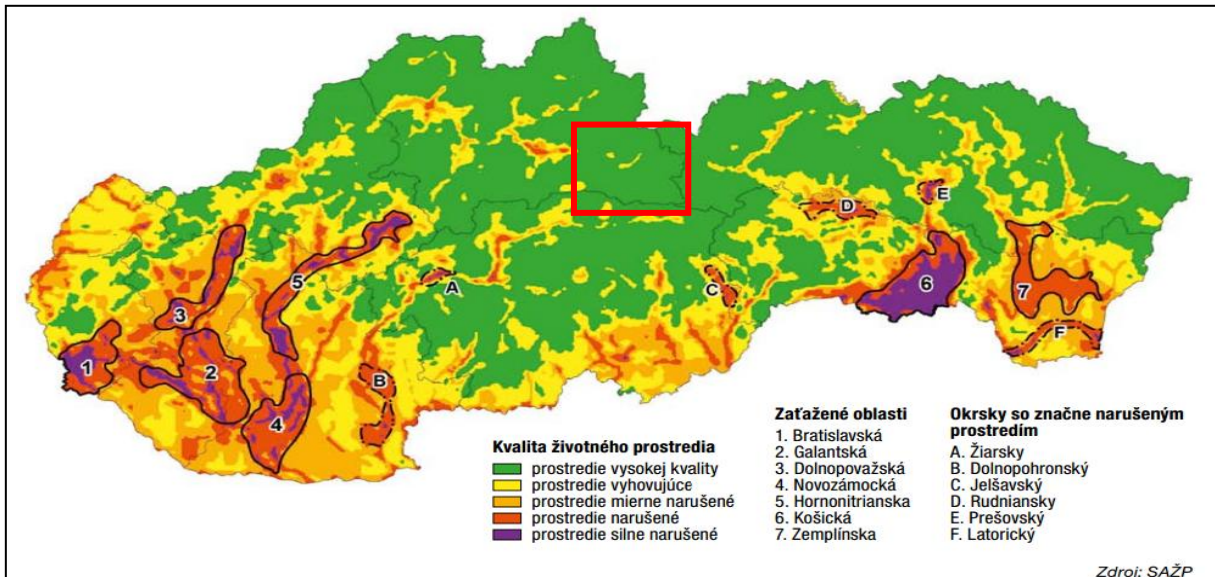 1
2
3
4
5
6
7
A
B
C
D
E
F
Kvalita životného prostredia
prostredie vysokej kvality
prostredie vyhovujúce
prostredie mierne narušené
prostredie narušené
prostredie silne narušené
Zaťažené oblasti
1. Bratislavská
2. Galantská
3. Dolnopovažská
4. Novozámocká
5. Hornonitrianska
6. Košická
7. Zemplínska
Okrsky so značne narušeným
prostredím
A. Žiarsky
B. Dolnopohronský
C. Jelšavský
D. Rudniansky
E. Prešovský
F. Latorický
Zdroj: SAŽP